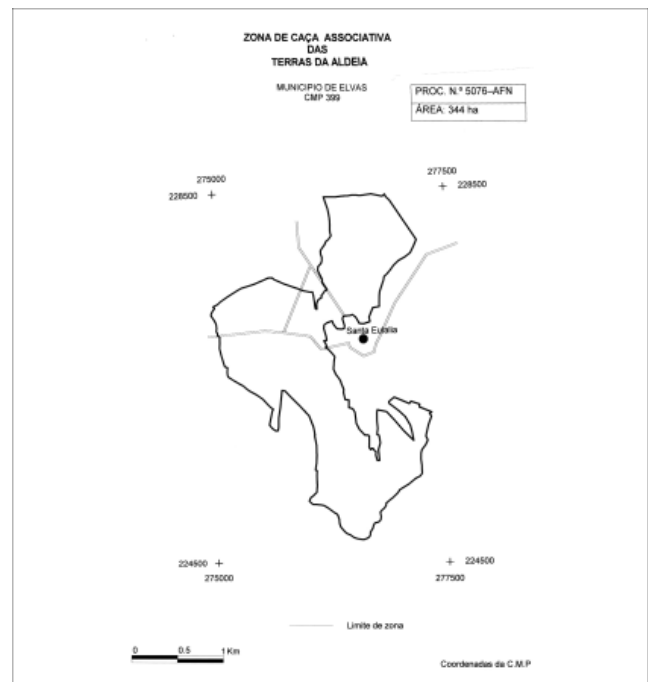 ZONA DE CAÇA ASSOCIATIVA
DAS
TERRAS DA ALDEIA
MUNICIPIO DE ELVAS
CMP 399
PROC. N.º 5076–AFN
ÁREA: 344 ha
275000
228500
277500
228500
Santa Eulália
224500
275000
224500
277500
Limite de zona
0 0.5 1 Km
Coordenadas da C.M.P